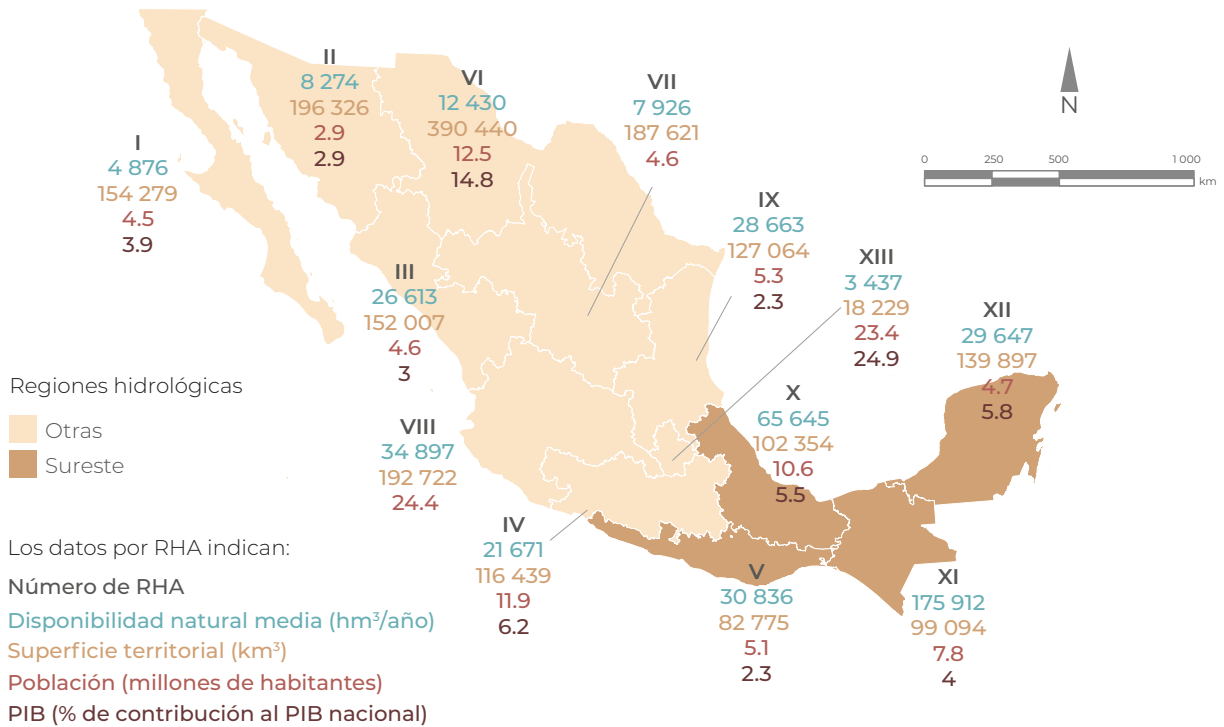 I
4 876
154 279
4.5
3.9
II
8 274
196 326
2.9
2.9
VI
12 430
390 440
12.5
14.8
VII
7 926
187 621
4.6
N
0 250 500 1 000
km
III
26 613
152 007
4.6
3
IX
28 663
127 064
5.3
2.3
XIII
3 437
18 229
23.4
24.9
XII
29 647
139 897
4.7
5.8
VIII
34 897
192 722
24.4
X
65 645
102 354
10.6
5.5
IV
21 671
116 439
11.9
6.2
V
30 836
82 775
5.1
2.3
XI
175 912
99 094
7.8
4
Regiones hidrológicas
Otras
Sureste
Los datos por RHA indican:
Número de RHA
Disponibilidad natural media (hm³/año)
Superficie territorial (km³)
Población (millones de habitantes)
PIB (% de contribución al PIB nacional)